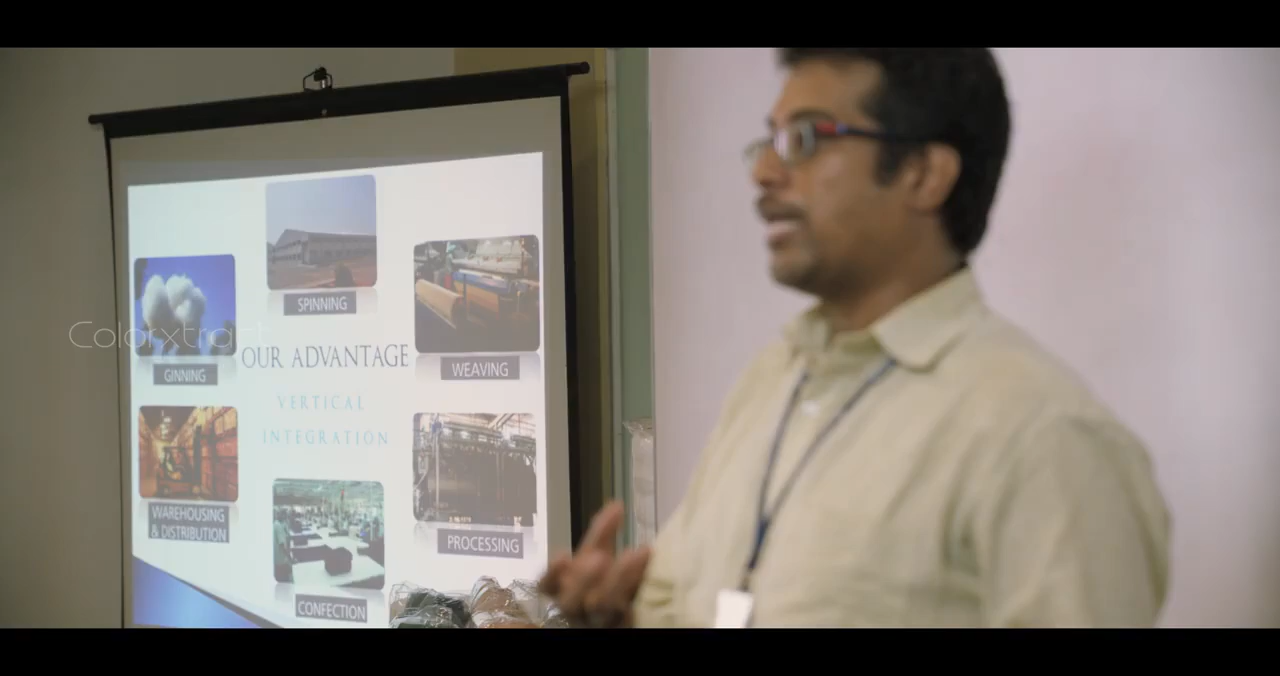 SPINNING
Colorxtract
GINNING
OUR ADVANTAGE
WEAVING
VERTICAL
INTEGRATION
WAREHOUSING
& DISTRIBUTION
PROCESSING
CONFECTION